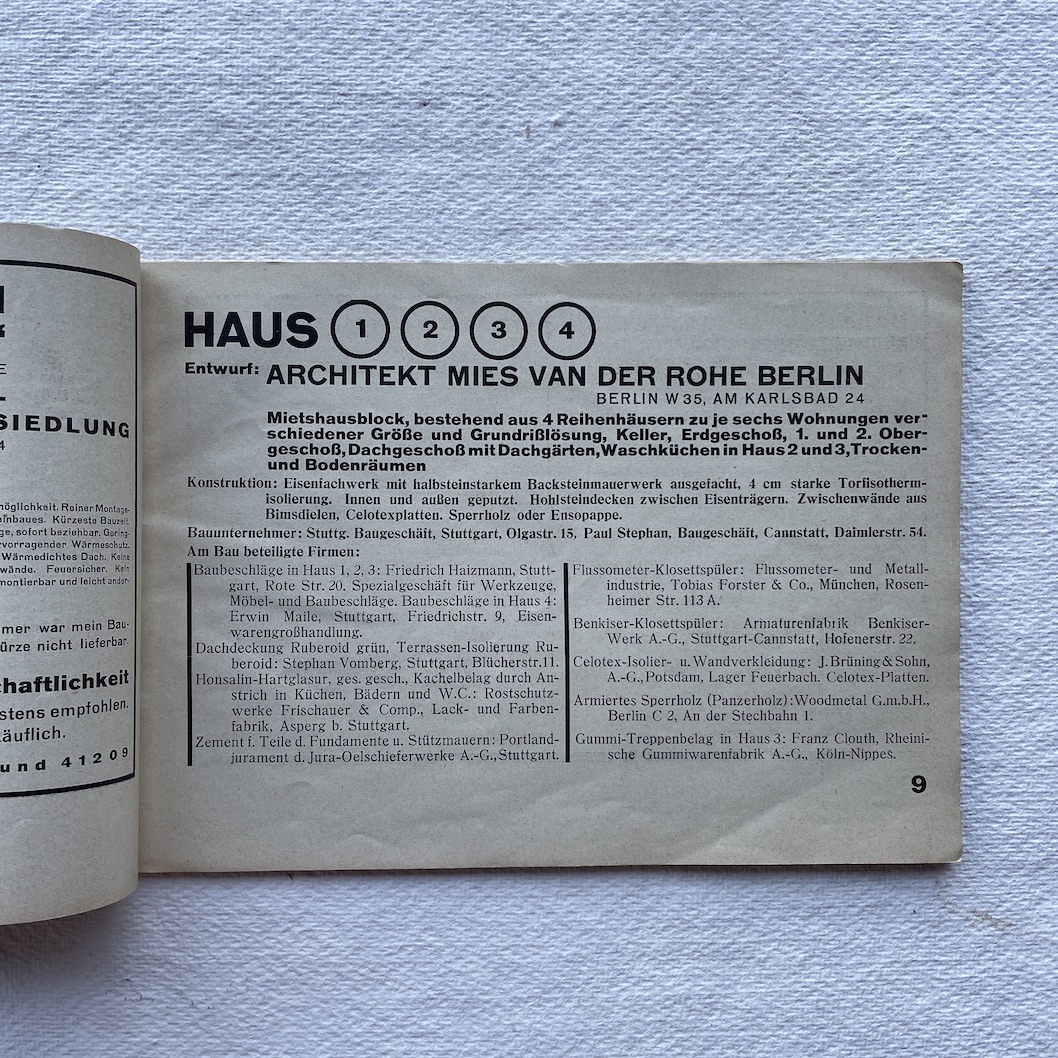 SIEDLUNG
4
möglichkeit. Reiner Montage-
Kürzeste Bauzeit.
sofort beziehbar. Gering-
Wärmeschutz.
Wärmedichtes Dach. Keine
Feuersicher. Kein
montierbar und leicht ander-
war mein Bau-
nicht lieferbar.
empfohlen.
und 41209
HAUS 1 2 3 4
Entwurf: ARCHITEKT MIES VAN DER ROHE BERLIN
BERLIN W 35, AM KARLSBAD 24
Mietshausblock, bestehend aus 4 Reihenhäusern zu je sechs Wohnungen ver-
schiedener Größe und Grundrißlösung, Keller, Erdgeschoß, 1. und 2. Ober-
geschoß, Dachgeschoß mit Dachgärten, Waschküchen in Haus 2 und 3, Trocken-
und Bodenräumen
Konstruktion: Eisenfachwerk mit halbsteinstarkem Backsteinmauerwerk ausgefacht, 4 cm starke Torfisotherm-
isolierung. Innen und außen geputzt. Hohlsteindecken zwischen Eisenträgern. Zwischenwände aus
Bimsdielen, Celotexplatten. Sperrholz oder Ensopappe.
Bauunternehmer: Stuttg. Baugeschäft, Stuttgart, Olgastr. 15, Paul Stephan, Baugeschäft, Cannstatt, Daimlerstr. 54.
Am Bau beteiligte Firmen:
Baubeschläge in Haus 1, 2, 3: Friedrich Haizmann, Stutt-
gart, Rote Str. 20. Spezialgeschäft für Werkzeuge,
Möbel- und Baubeschläge. Baubeschläge in Haus 4:
Erwin Maile, Stuttgart, Friedrichstr. 9, Eisen-
warengroßhandlung.
Dachdeckung Ruberoid grün, Terrassen-Isolierung Ru-
beroid: Stephan Vomberg, Stuttgart, Blücherstr. 11.
Honsalin-Hartglasur, ges. gesch., Kachelbelag durch An-
strich in Küchen, Bädern und W.C.: Rostschutz-
werke Frischauer & Comp., Lack- und Farben-
fabrik, Asperg b. Stuttgart.
Zement f. Teile d. Fundamente u. Stützmauern: Portland-
jurament d. Jura-Oelschieferwerke A.-G., Stuttgart.
Flussometer-Klosettspüler: Flussometer- und Metall-
industrie, Tobias Forster & Co., München, Rosen-
heimer Str. 113 A.
Benkiser-Klosettspüler: Armaturenfabrik Benkiser-
Werk A.-G., Stuttgart-Cannstatt, Hofenerstr. 22.
Celotex-Isolier- u. Wandverkleidung: J. Brüning & Sohn,
A.-G., Potsdam, Lager Feuerbach. Celotex-Platten.
Armiertes Sperrholz (Panzerholz): Woodmetal G.m.b.H.,
Berlin C 2, An der Stechbahn 1.
Gummi-Treppenbelag in Haus 3: Franz Clouth, Rheini-
sche Gummiwarenfabrik A.-G., Köln-Nippes.
9